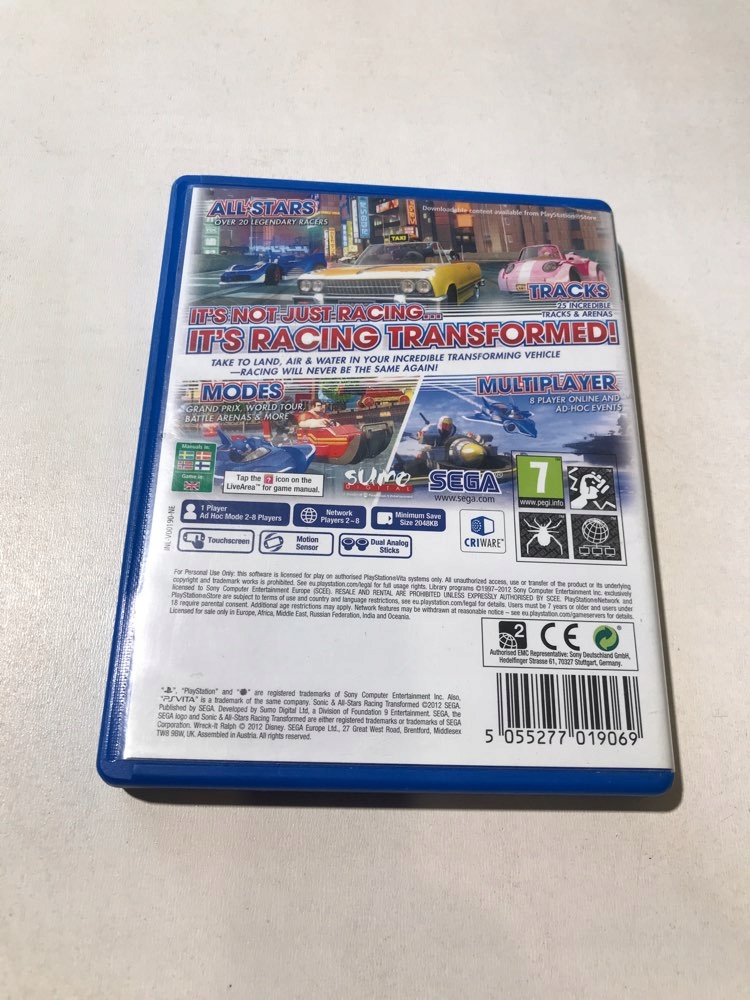 ALL★STARS
OVER 20 LEGENDARY RACERS
Downloadable content available from PlayStation®Store
TAXI
TRACKS
25 INCREDIBLE
TRACKS & ARENAS
IT'S NOT JUST RACING...
IT'S RACING TRANSFORMED!
TAKE TO LAND, AIR & WATER IN YOUR INCREDIBLE TRANSFORMING VEHICLE
—RACING WILL NEVER BE THE SAME AGAIN!
MODES
GRAND PRIX, WORLD TOUR,
BATTLE ARENAS & MORE
MULTIPLAYER
8 PLAYER ONLINE AND
AD-HOC EVENTS
Manuals in:
Game in:
Tap the ? icon on the
LiveArea™ for game manual.
sumo
DIGITAL
SEGA
www.sega.com
7
www.pegi.info
1 Player
Ad Hoc Mode 2-8 Players
Network
Players 2-8
Minimum Save
Size 2048KB
Touchscreen
Motion
Sensor
Dual Analog
Sticks
CRIWARE™
For Personal Use Only: this software is licensed for play on authorised PlayStation®Vita systems only. All unauthorized access, use or transfer of the product or its underlying
copyright and trademark works is prohibited. See eu.playstation.com/legal for full usage rights. Library programs ©1997-2012 Sony Computer Entertainment Inc. exclusively
licensed to Sony Computer Entertainment Europe (SCEE). RESALE AND RENTAL ARE PROHIBITED UNLESS EXPRESSLY AUTHORISED BY SCEE. PlayStation®Network and
PlayStation®Store are subject to terms of use and country and language restrictions, see eu.playstation.com/legal for details. Users must be 7 years or older and users under
18 require parental consent. Additional age restrictions may apply. Network features may be withdrawn at reasonable notice – see eu.playstation.com/gameservers for details.
Licensed for sale only in Europe, Africa, Middle East, Russian Federation, India and Oceania.
2
CE
Authorised EMC Representative: Sony Deutschland GmbH,
Hedelfinger Strasse 61, 70327 Stuttgart, Germany.
"PlayStation" and are registered trademarks of Sony Computer Entertainment Inc. Also,
"PSVITA" is a trademark of the same company. Sonic & All-Stars Racing Transformed ©2012 SEGA.
Published by SEGA. Developed by Sumo Digital Ltd, a Division of Foundation 9 Entertainment. SEGA, the
SEGA logo and Sonic & All-Stars Racing Transformed are either registered trademarks or trademarks of SEGA
Corporation. Wreck-It Ralph © 2012 Disney. SEGA Europe Ltd., 27 Great West Road, Brentford, Middlesex
TW8 9BW, UK. Assembled in Austria. All rights reserved.
5 055277 019069